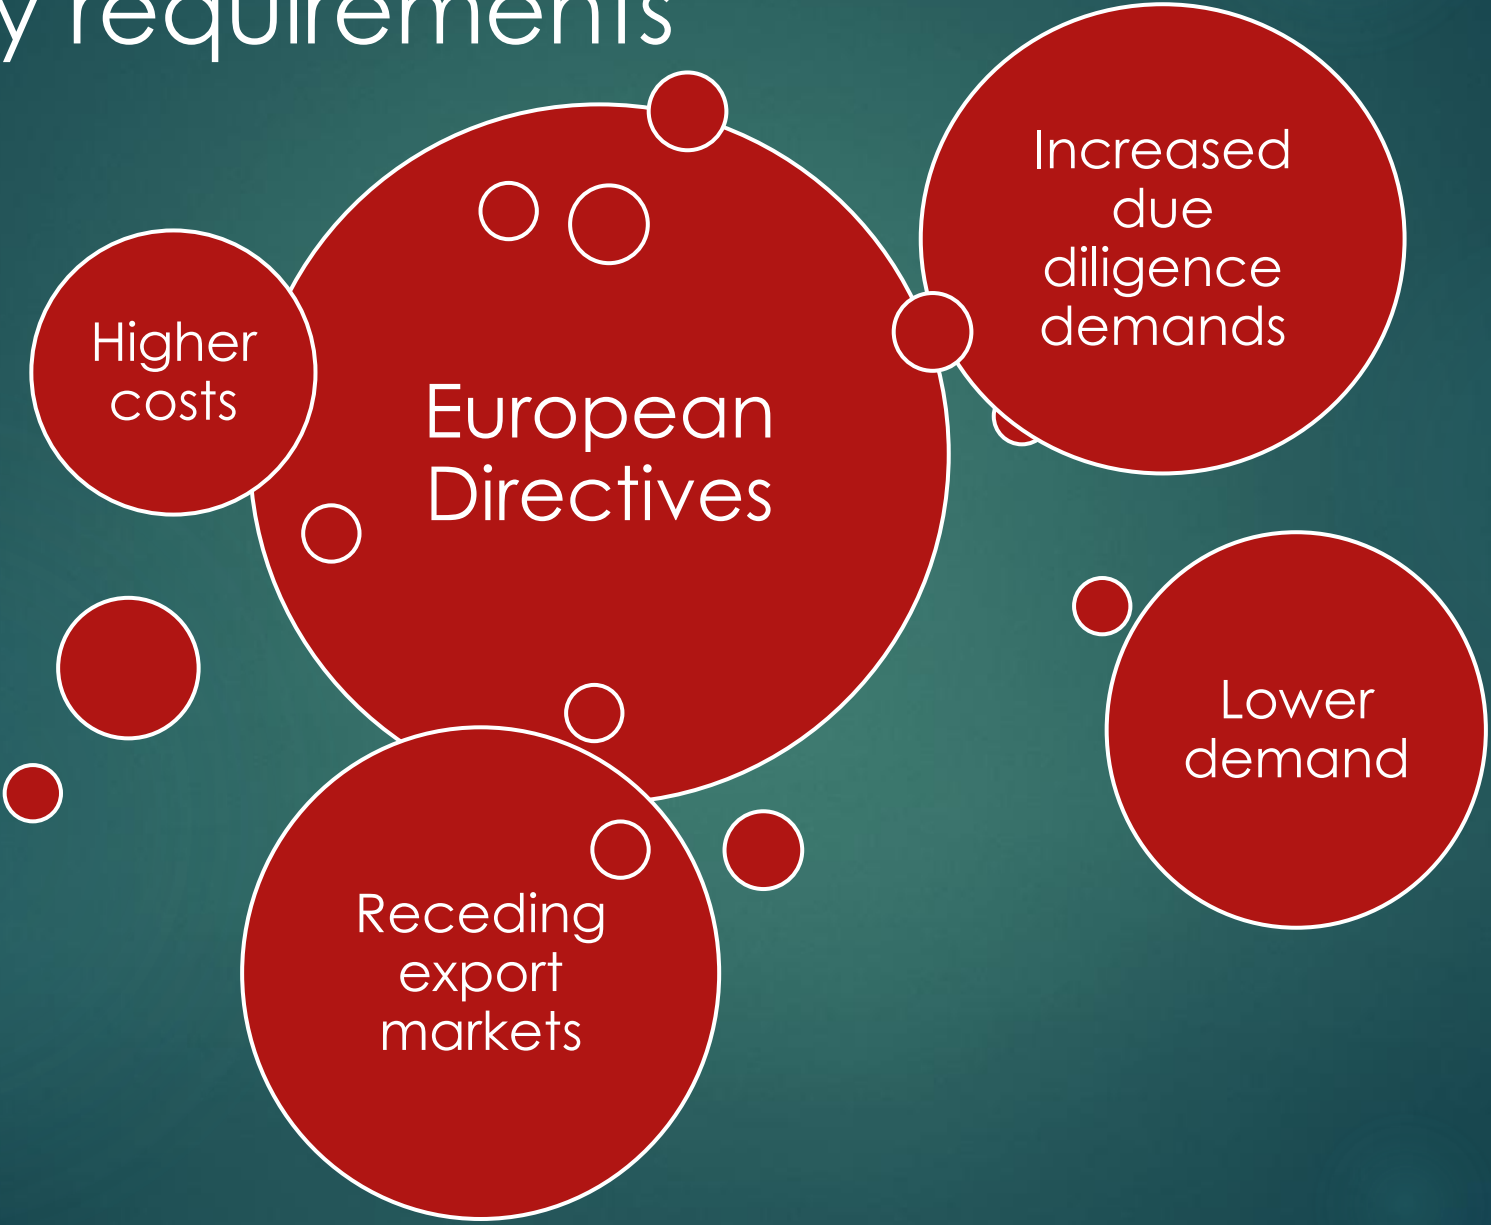 y requirements
Increased
due
diligence
demands
Higher
costs
European
Directives
Lower
demand
Receding
export
markets